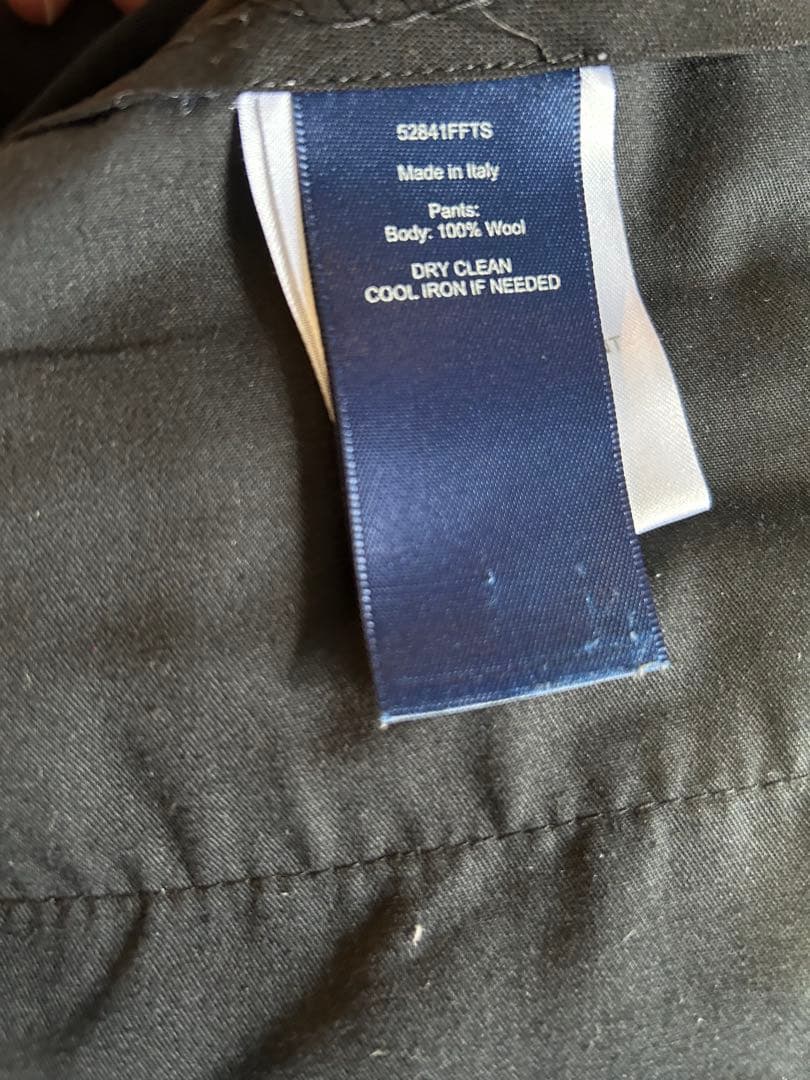 52841FFTS
Made in Italy
Pants:
Body: 100% Wool
DRY CLEAN
COOL IRON IF NEEDED